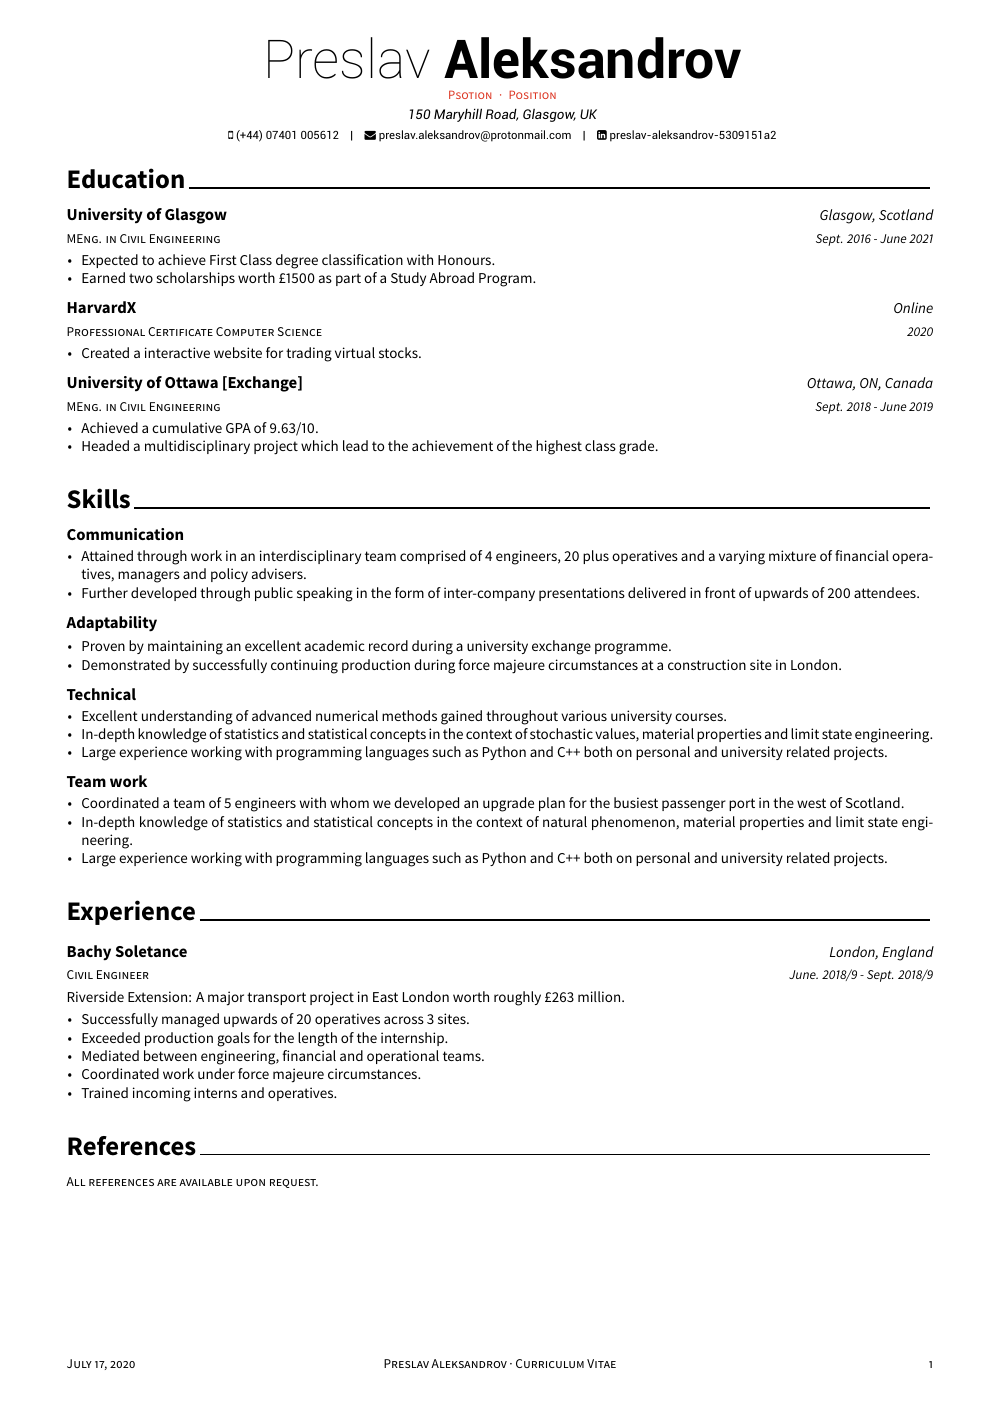 Preslav Aleksandrov
Psotion · Position
150 Maryhill Road, Glasgow, UK
(+44) 07401 005612 | preslav.aleksandrov@protonmail.com | preslav-aleksandrov-5309151a2
Education
University of Glasgow Glasgow, Scotland
MEng. in Civil Engineering Sept. 2016 - June 2021
• Expected to achieve First Class degree classification with Honours.
• Earned two scholarships worth £1500 as part of a Study Abroad Program.
HarvardX Online
Professional Certificate Computer Science 2020
• Created a interactive website for trading virtual stocks.
University of Ottawa [Exchange] Ottawa, ON, Canada
MEng. in Civil Engineering Sept. 2018 - June 2019
• Achieved a cumulative GPA of 9.63/10.
• Headed a multidisciplinary project which lead to the achievement of the highest class grade.
Skills
Communication
• Attained through work in an interdisciplinary team comprised of 4 engineers, 20 plus operatives and a varying mixture of financial opera-
tives, managers and policy advisers.
• Further developed through public speaking in the form of inter-company presentations delivered in front of upwards of 200 attendees.
Adaptability
• Proven by maintaining an excellent academic record during a university exchange programme.
• Demonstrated by successfully continuing production during force majeure circumstances at a construction site in London.
Technical
• Excellent understanding of advanced numerical methods gained throughout various university courses.
• In-depth knowledge of statistics and statistical concepts in the context of stochastic values, material properties and limit state engineering.
• Large experience working with programming languages such as Python and C++ both on personal and university related projects.
Team work
• Coordinated a team of 5 engineers with whom we developed an upgrade plan for the busiest passenger port in the west of Scotland.
• In-depth knowledge of statistics and statistical concepts in the context of natural phenomenon, material properties and limit state engi-
neering.
• Large experience working with programming languages such as Python and C++ both on personal and university related projects.
Experience
Bachy Soletance London, England
Civil Engineer June. 2018/9 - Sept. 2018/9
Riverside Extension: A major transport project in East London worth roughly £263 million.
• Successfully managed upwards of 20 operatives across 3 sites.
• Exceeded production goals for the length of the internship.
• Mediated between engineering, financial and operational teams.
• Coordinated work under force majeure circumstances.
• Trained incoming interns and operatives.
References
All references are available upon request.
July 17, 2020 Preslav Aleksandrov · Curriculum Vitae 1